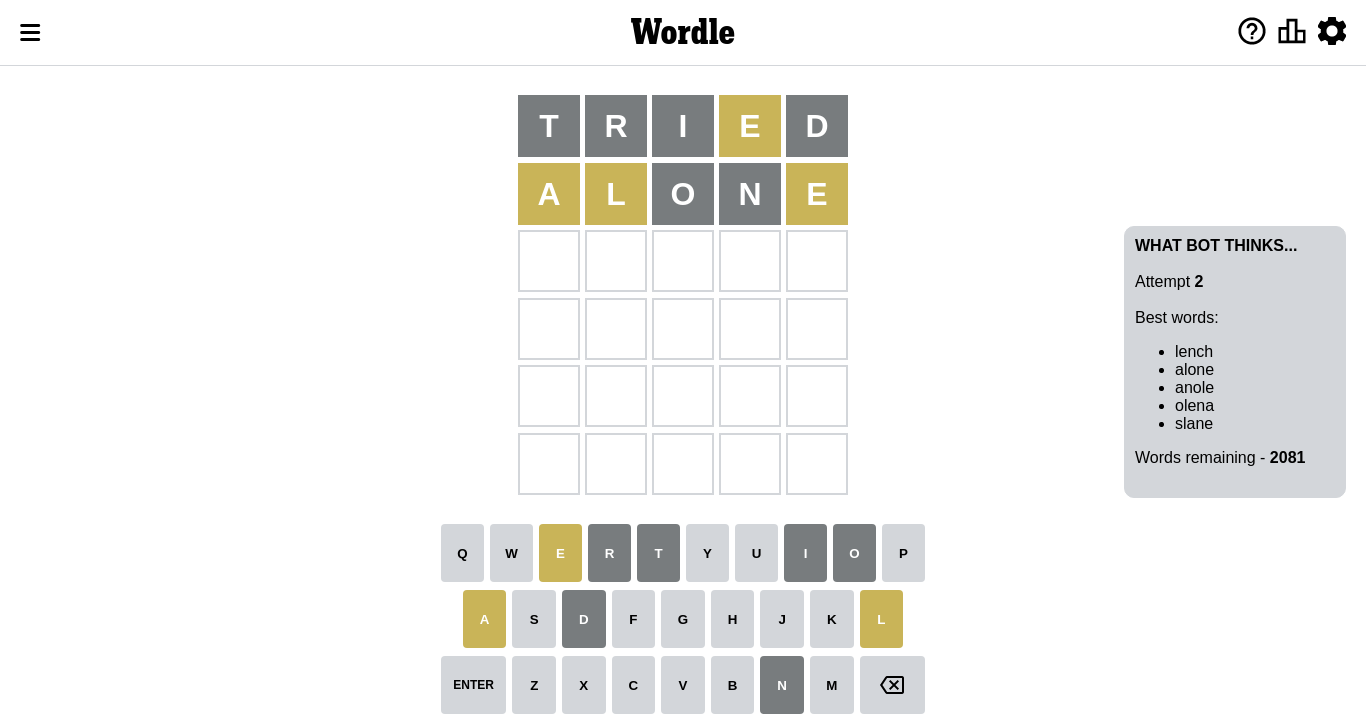 Wordle
T R I E D
A L O N E
WHAT BOT THINKS...
Attempt 2
Best words:
lench
alone
anole
olena
slane
Words remaining - 2081
Q W E R T Y U I O P
A S D F G H J K L
ENTER Z X C V B N M